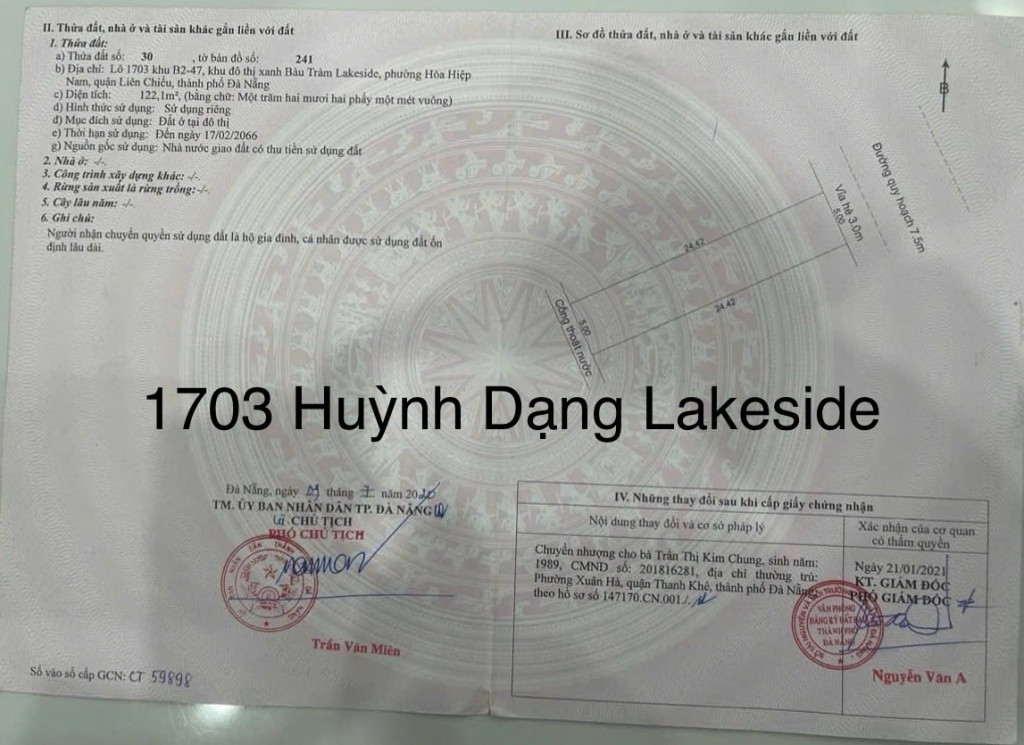 II. Thửa đất, nhà ở và tài sản khác gắn liền với đất
1. Thửa đất:
a) Thửa đất số: 30 , tờ bản đồ số: 241
b) Địa chỉ: Lô 1703 khu B2-47, khu đô thị xanh Bàu Tràm Lakeside, phường Hòa Hiệp
Nam, quận Liên Chiểu, thành phố Đà Nẵng
c) Diện tích: 122,1m², (bằng chữ: Một trăm hai mươi hai phẩy một mét vuông)
d) Hình thức sử dụng: Sử dụng riêng
đ) Mục đích sử dụng: Đất ở tại đô thị
e) Thời hạn sử dụng: Đến ngày 17/02/2066
g) Nguồn gốc sử dụng: Nhà nước giao đất có thu tiền sử dụng đất
2. Nhà ở: -/-.
3. Công trình xây dựng khác: -/-.
4. Rừng sản xuất là rừng trồng: -/-.
5. Cây lâu năm: -/-.
6. Ghi chú:
Người nhận chuyển quyền sử dụng đất là hộ gia đình, cá nhân được sử dụng đất ổn
định lâu dài.
III. Sơ đồ thửa đất, nhà ở và tài sản khác gắn liền với đất
B
Đường quy hoạch 7.5m
Vỉa hè 3.0m
5.00
24.42
24.42
5.00
Cống thoát nước
1703 Huỳnh Dạng Lakeside
Đà Nẵng, ngày 01 tháng 7 năm 2020
TM. ỦY BAN NHÂN DÂN TP. ĐÀ NẴNG
CHỦ TỊCH
PHÓ CHỦ TỊCH
Trần Văn Miên
Số vào sổ cấp GCN: CT 59898
IV. Những thay đổi sau khi cấp giấy chứng nhận
Nội dung thay đổi và cơ sở pháp lý
Xác nhận của cơ quan
có thẩm quyền
Chuyển nhượng cho bà Trần Thị Kim Chung, sinh năm:
1989, CMND số: 201816281, địa chỉ thường trú:
Phường Xuân Hà, quận Thanh Khê, thành phố Đà Nẵng
theo hồ sơ số 147170.CN.001./.
Ngày 21/01/2021
KT. GIÁM ĐỐC
PHÓ GIÁM ĐỐC
VĂN PHÒNG
ĐĂNG KÝ ĐẤT ĐAI
THÀNH PHỐ
ĐÀ NẴNG
Nguyễn Văn A